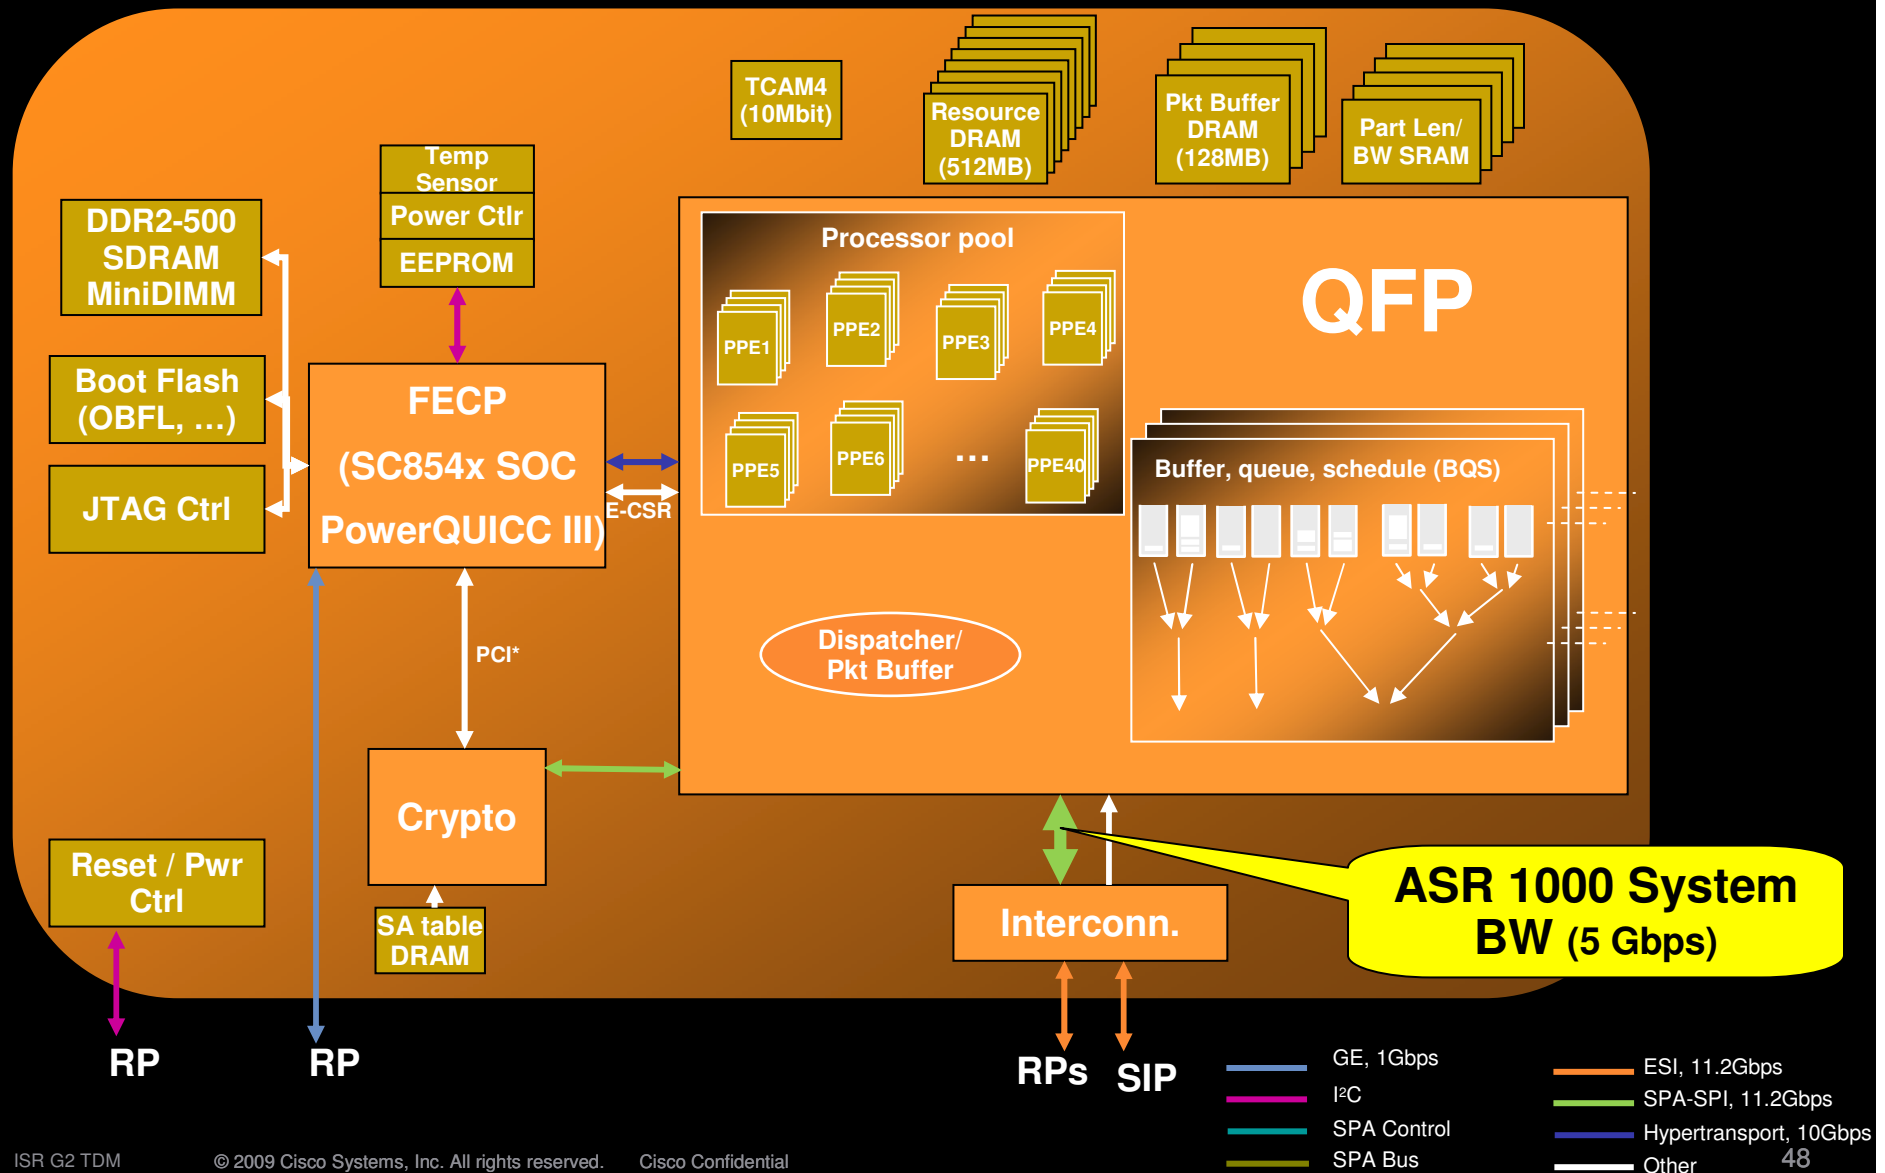 TCAM4
(10Mbit)
Resource
DRAM
(512MB)
Pkt Buffer
DRAM
(128MB)
Part Len/
BW SRAM
Temp
Sensor
Power Ctlr
EEPROM
DDR2-500
SDRAM
MiniDIMM
Boot Flash
(OBFL, …)
JTAG Ctrl
FECP
(SC854x SOC
PowerQUICC III)
E-CSR
PCI*
Processor pool
PPE1
PPE2
PPE3
PPE4
PPE5
PPE6
…
PPE40
QFP
Buffer, queue, schedule (BQS)
Dispatcher/
Pkt Buffer
Crypto
SA table
DRAM
Reset / Pwr
Ctrl
Interconn.
ASR 1000 System
BW (5 Gbps)
RP
RP
RPs
SIP
GE, 1Gbps
I²C
SPA Control
SPA Bus
ESI, 11.2Gbps
SPA-SPI, 11.2Gbps
Hypertransport, 10Gbps
Other
ISR G2 TDM
© 2009 Cisco Systems, Inc. All rights reserved.
Cisco Confidential
48